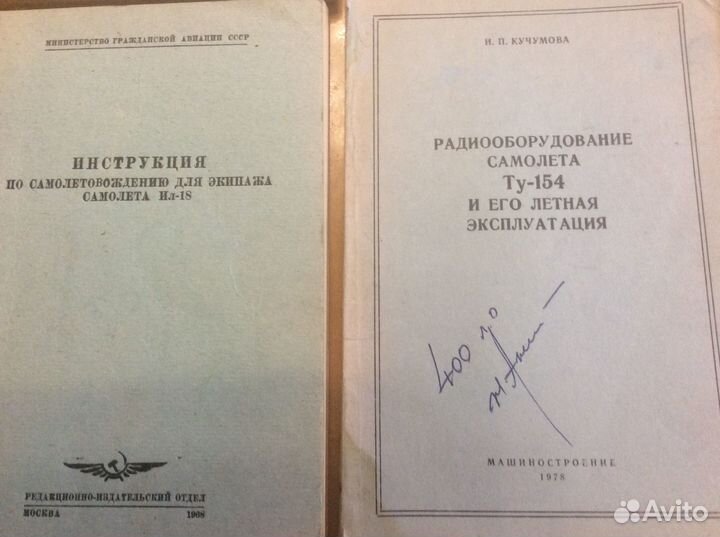 МИНИСТЕРСТВО ГРАЖДАНСКОЙ АВИАЦИИ СССР
ИНСТРУКЦИЯ
ПО САМОЛЕТОВОЖДЕНИЮ ДЛЯ ЭКИПАЖА
САМОЛЕТА Ил-18
РЕДАКЦИОННО-ИЗДАТЕЛЬСКИЙ ОТДЕЛ
МОСКВА 1968
И. П. КУЧУМОВА
РАДИООБОРУДОВАНИЕ
САМОЛЕТА
Ту-154
И ЕГО ЛЕТНАЯ
ЭКСПЛУАТАЦИЯ
400
МАШИНОСТРОЕНИЕ
1978
Avito